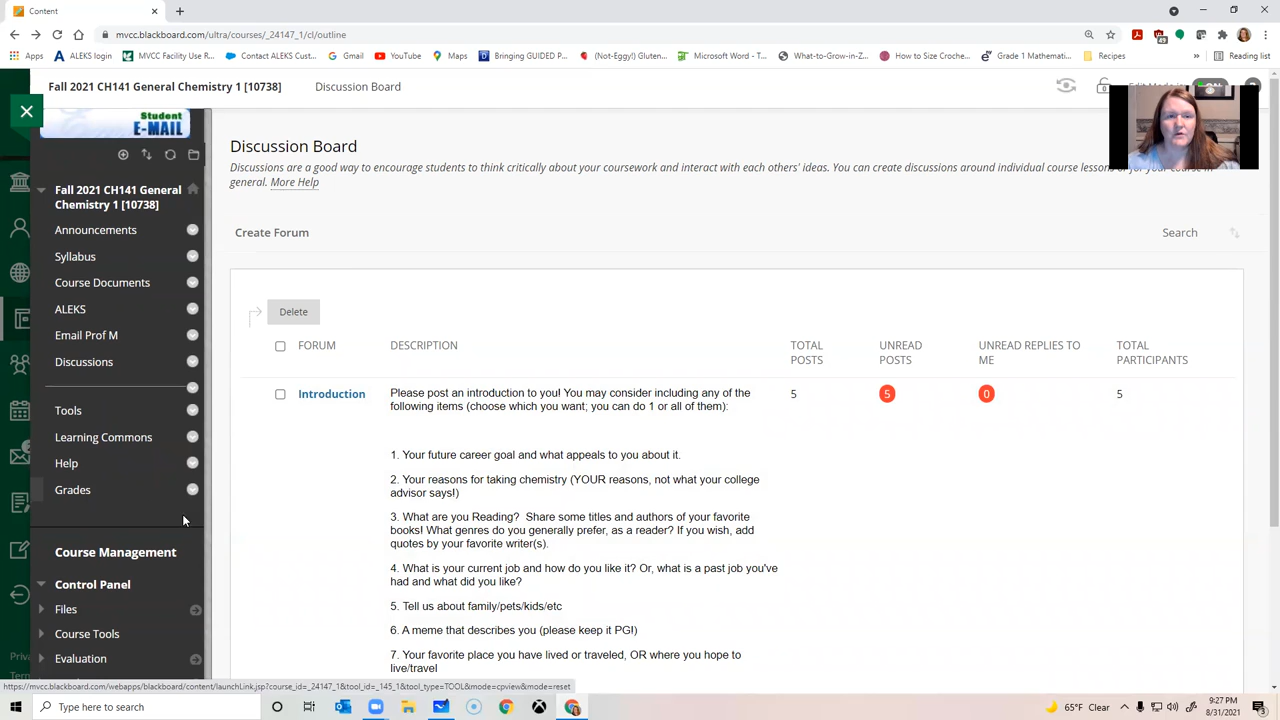 Content
mvcc.blackboard.com/ultra/courses/_24147_1/cl/outline
Apps
ALEKS login
MVCC Facility Use R...
Contact ALEKS Cust...
Gmail
YouTube
Maps
Bringing GUIDED P...
(Not-Eggy!) Gluten...
Microsoft Word - T...
What-to-Grow-in-Z...
How to Size Croche...
Grade 1 Mathemati...
Recipes
Reading list
Fall 2021 CH141 General Chemistry 1 [10738]
Discussion Board
Student
E-MAIL
Fall 2021 CH141 General
Chemistry 1 [10738]
Announcements
Syllabus
Course Documents
ALEKS
Email Prof M
Discussions
Tools
Learning Commons
Help
Grades
Course Management
Control Panel
Files
Course Tools
Evaluation
Discussion Board
Discussions are a good way to encourage students to think critically about your coursework and interact with each others' ideas. You can create discussions around individual course lessons or for your course in
general. More Help
Create Forum
Search
Delete
FORUM
DESCRIPTION
TOTAL
POSTS
UNREAD
POSTS
UNREAD REPLIES TO
ME
TOTAL
PARTICIPANTS
Introduction
Please post an introduction to you! You may consider including any of the
following items (choose which you want; you can do 1 or all of them):
5
5
0
5
1. Your future career goal and what appeals to you about it.
2. Your reasons for taking chemistry (YOUR reasons, not what your college
advisor says!)
3. What are you Reading? Share some titles and authors of your favorite
books! What genres do you generally prefer, as a reader? If you wish, add
quotes by your favorite writer(s).
4. What is your current job and how do you like it? Or, what is a past job you've
had and what did you like?
5. Tell us about family/pets/kids/etc
6. A meme that describes you (please keep it PG!)
7. Your favorite place you have lived or traveled, OR where you hope to
live/travel
https://mvcc.blackboard.com/webapps/blackboard/content/launchLink.jsp?course_id=_24147_1&tool_id=_145_1&tool_type=TOOL&mode=cpview&mode=reset
Type here to search
65°F Clear
9:27 PM
8/31/2021